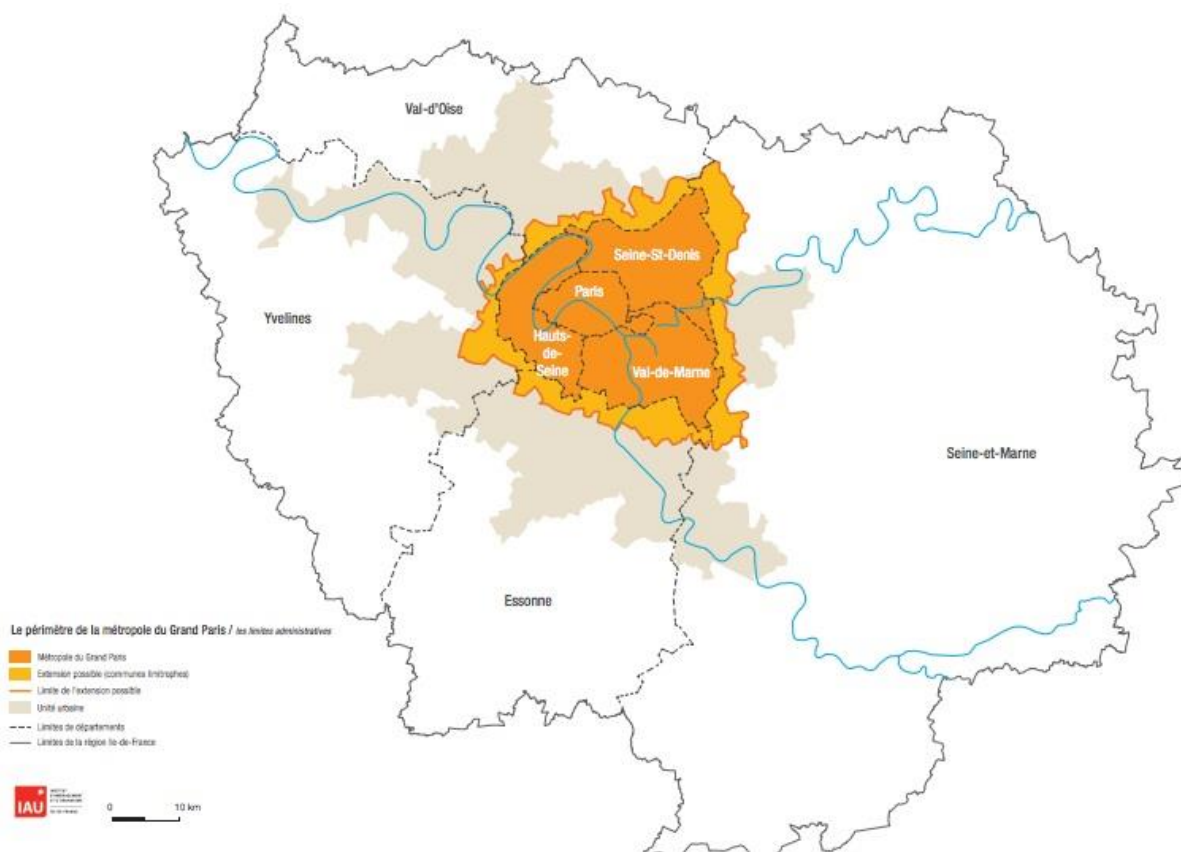 Val-d'Oise
Seine-St-Denis
Paris
Yvelines
Hauts-
de-
Seine
Val-de-Marne
Seine-et-Marne
Essonne
Le périmètre de la métropole du Grand Paris / les limites administratives
Métropole du Grand Paris
Extension possible (communes limitrophes)
Limite de l'extension possible
Unité urbaine
Limites de départements
Limites de la région Ile-de-France
IAU
0 10 km